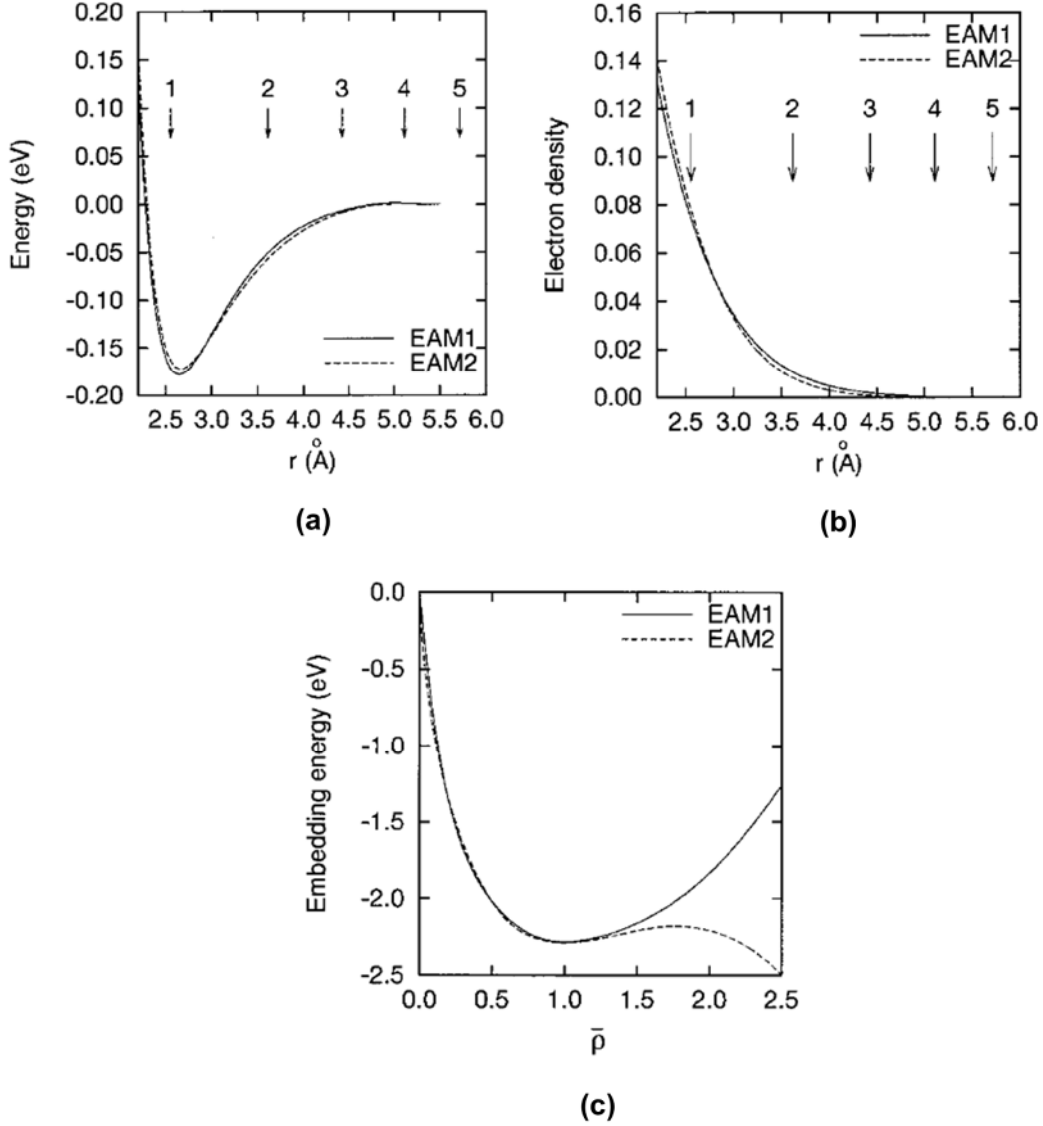 0.20
0.15
0.10
0.05
0.00
-0.05
-0.10
-0.15
-0.20
Energy (eV)
1 2 3 4 5
EAM1
EAM2
2.5 3.0 3.5 4.0 4.5 5.0 5.5 6.0
r (Å)
(a)
0.16
0.14
0.12
0.10
0.08
0.06
0.04
0.02
0.00
Electron density
EAM1
EAM2
1 2 3 4 5
2.5 3.0 3.5 4.0 4.5 5.0 5.5 6.0
r (Å)
(b)
0.0
-0.5
-1.0
-1.5
-2.0
-2.5
Embedding energy (eV)
EAM1
EAM2
0.0 0.5 1.0 1.5 2.0 2.5
ρ̄
(c)